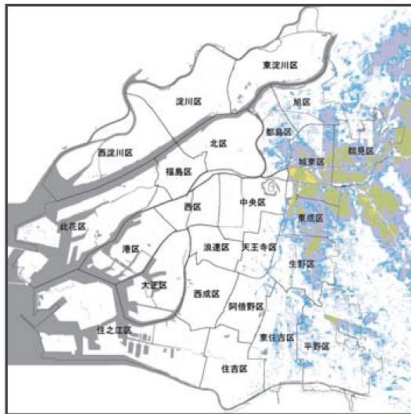 東淀川区
淀川区
旭区
都島区
北区
西淀川区
鶴見区
城東区
福島区
中央区
西区
東成区
此花区
港区
浪速区
天王寺区
生野区
大正区
西成区
阿倍野区
住之江区
東住吉区
平野区
住吉区